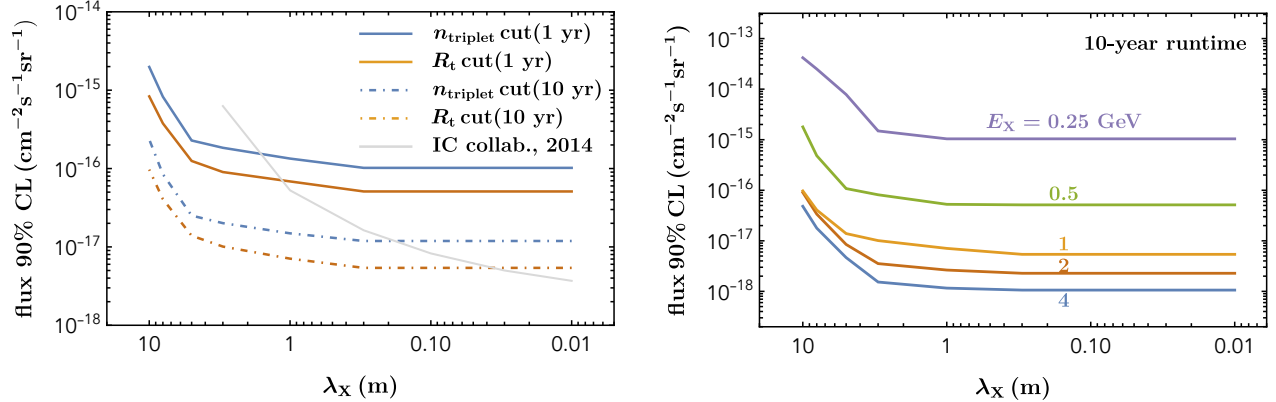 flux 90% CL (cm⁻²s⁻¹sr⁻¹)
10⁻¹⁴
10⁻¹⁵
10⁻¹⁶
10⁻¹⁷
10⁻¹⁸
n_triplet cut(1 yr)
R_t cut(1 yr)
n_triplet cut(10 yr)
R_t cut(10 yr)
IC collab., 2014
10 1 0.10 0.01
λ_X (m)
flux 90% CL (cm⁻²s⁻¹sr⁻¹)
10⁻¹³
10⁻¹⁴
10⁻¹⁵
10⁻¹⁶
10⁻¹⁷
10⁻¹⁸
10-year runtime
E_X = 0.25 GeV
0.5
1
2
4
10 1 0.10 0.01
λ_X (m)